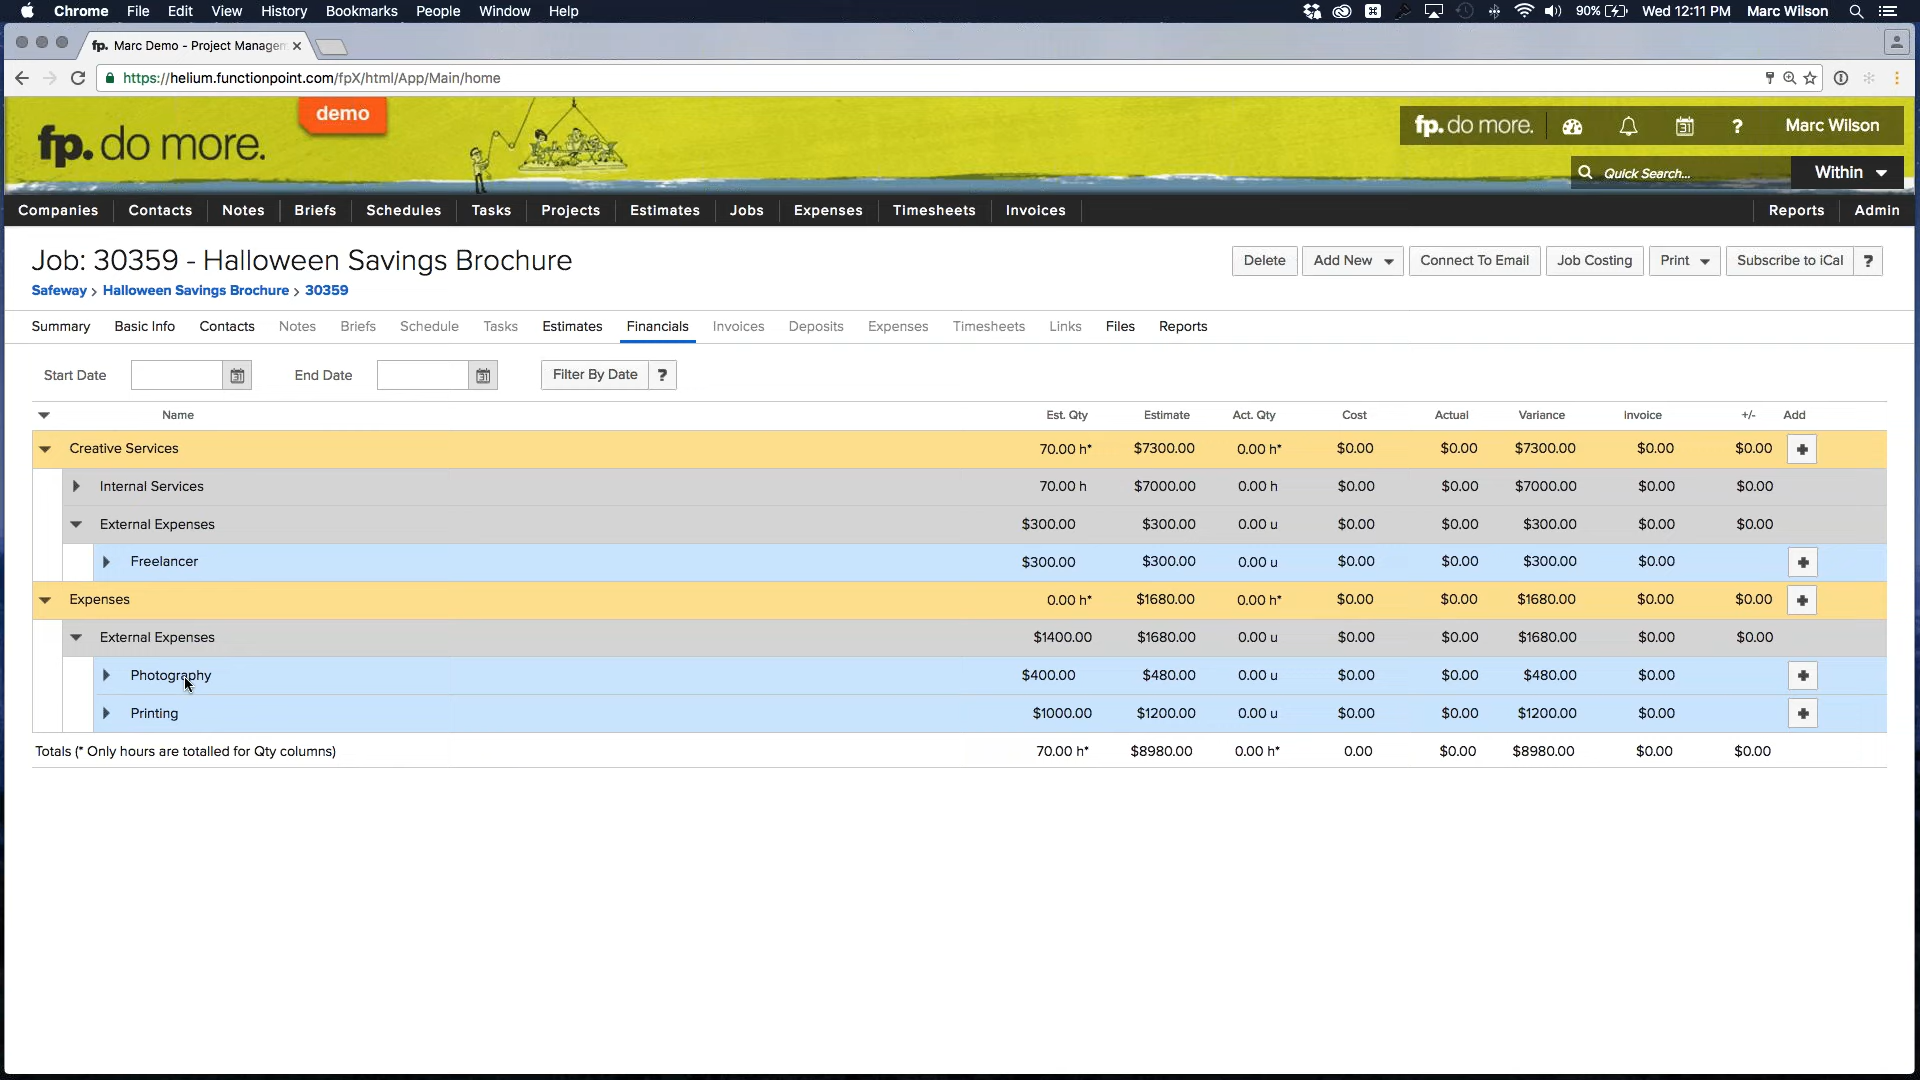 Chrome File Edit View History Bookmarks People Window Help 90% Wed 12:11 PM Marc Wilson
fp. Marc Demo - Project Managem
https://helium.functionpoint.com/fpX/html/App/Main/home
demo
fp. do more.
fp. do more. 31 ? Marc Wilson
Quick Search... Within
Companies Contacts Notes Briefs Schedules Tasks Projects Estimates Jobs Expenses Timesheets Invoices Reports Admin
Job: 30359 - Halloween Savings Brochure
Delete Add New Connect To Email Job Costing Print Subscribe to iCal ?
Safeway > Halloween Savings Brochure > 30359
Summary Basic Info Contacts Notes Briefs Schedule Tasks Estimates Financials Invoices Deposits Expenses Timesheets Links Files Reports
Start Date 31 End Date 31 Filter By Date ?
Name Est. Qty Estimate Act. Qty Cost Actual Variance Invoice +/- Add
Creative Services 70.00 h* $7300.00 0.00 h* $0.00 $0.00 $7300.00 $0.00 $0.00
Internal Services 70.00 h $7000.00 0.00 h $0.00 $0.00 $7000.00 $0.00 $0.00
External Expenses $300.00 $300.00 0.00 u $0.00 $0.00 $300.00 $0.00 $0.00
Freelancer $300.00 $300.00 0.00 u $0.00 $0.00 $300.00 $0.00
Expenses 0.00 h* $1680.00 0.00 h* $0.00 $0.00 $1680.00 $0.00 $0.00
External Expenses $1400.00 $1680.00 0.00 u $0.00 $0.00 $1680.00 $0.00 $0.00
Photography $400.00 $480.00 0.00 u $0.00 $0.00 $480.00 $0.00
Printing $1000.00 $1200.00 0.00 u $0.00 $0.00 $1200.00 $0.00
Totals (* Only hours are totalled for Qty columns) 70.00 h* $8980.00 0.00 h* 0.00 $0.00 $8980.00 $0.00 $0.00